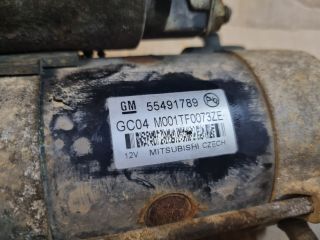 GM 55491789
GC04 M001TF0073ZE
12V MITSUBISHI CZECH